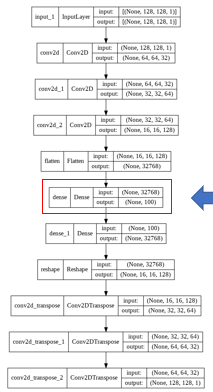 input_1 InputLayer input: [(None, 128, 128, 1)]
output: [(None, 128, 128, 1)]
conv2d Conv2D input: (None, 128, 128, 1)
output: (None, 64, 64, 32)
conv2d_1 Conv2D input: (None, 64, 64, 32)
output: (None, 32, 32, 64)
conv2d_2 Conv2D input: (None, 32, 32, 64)
output: (None, 16, 16, 128)
flatten Flatten input: (None, 16, 16, 128)
output: (None, 32768)
dense Dense input: (None, 32768)
output: (None, 100)
dense_1 Dense input: (None, 100)
output: (None, 32768)
reshape Reshape input: (None, 32768)
output: (None, 16, 16, 128)
conv2d_transpose Conv2DTranspose input: (None, 16, 16, 128)
output: (None, 32, 32, 64)
conv2d_transpose_1 Conv2DTranspose input: (None, 32, 32, 64)
output: (None, 64, 64, 32)
conv2d_transpose_2 Conv2DTranspose input: (None, 64, 64, 32)
output: (None, 128, 128, 1)